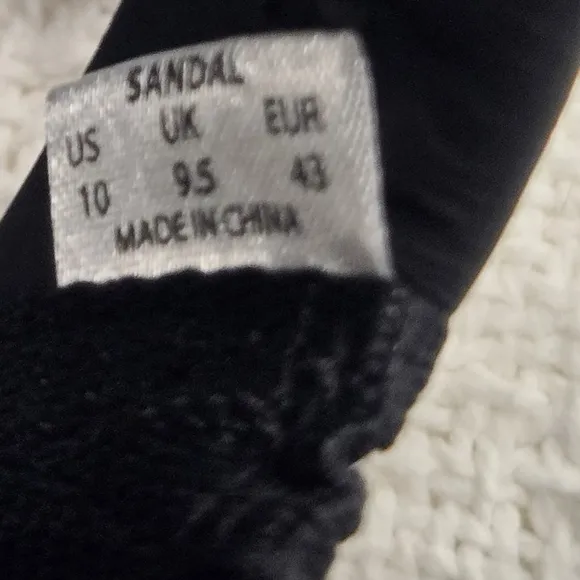 SANDAL
US UK EUR
10 9.5 43
MADE IN CHINA